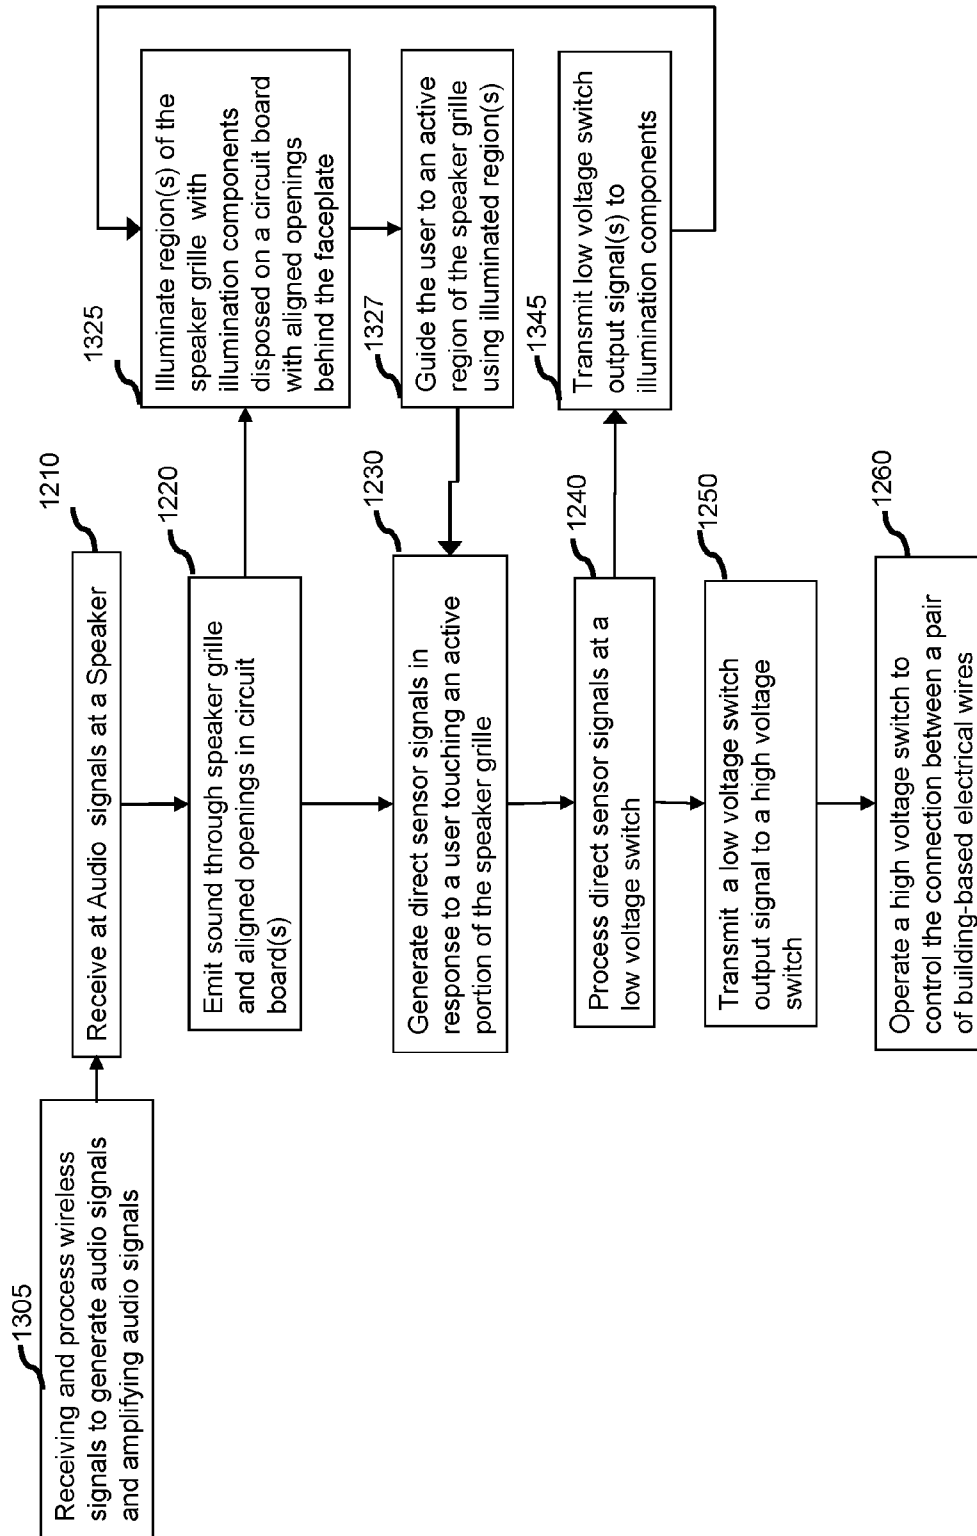 1305
Receiving and process wireless
signals to generate audio signals
and amplifying audio signals
1210
Receive at Audio signals at a Speaker
1220
Emit sound through speaker grille
and aligned openings in circuit
board(s)
1325
Illuminate region(s) of the
speaker grille with
illumination components
disposed on a circuit board
with aligned openings
behind the faceplate
1327
Guide the user to an active
region of the speaker grille
using illuminated region(s)
1230
Generate direct sensor signals in
response to a user touching an active
portion of the speaker grille
1240
Process direct sensor signals at a
low voltage switch
1345
Transmit low voltage switch
output signal(s) to
illumination components
1250
Transmit a low voltage switch
output signal to a high voltage
switch
1260
Operate a high voltage switch to
control the connection between a pair
of building-based electrical wires